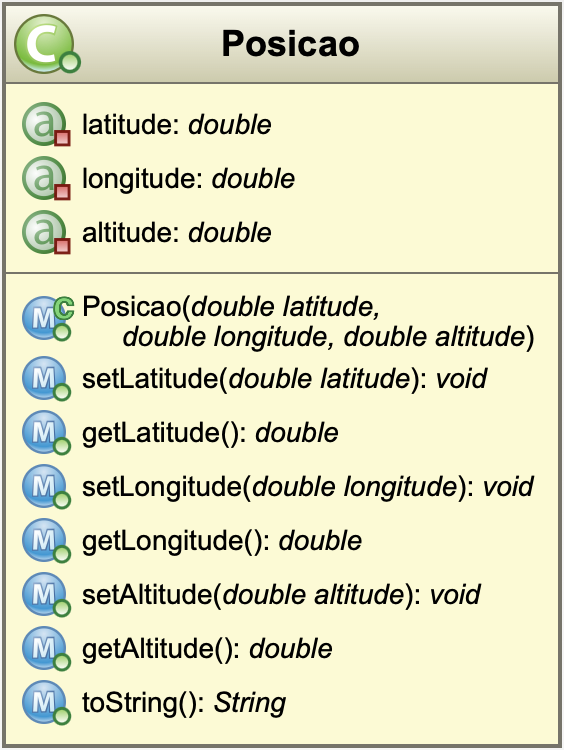 Posicao
latitude: double
longitude: double
altitude: double
Posicao(double latitude,
double longitude, double altitude)
setLatitude(double latitude): void
getLatitude(): double
setLongitude(double longitude): void
getLongitude(): double
setAltitude(double altitude): void
getAltitude(): double
toString(): String